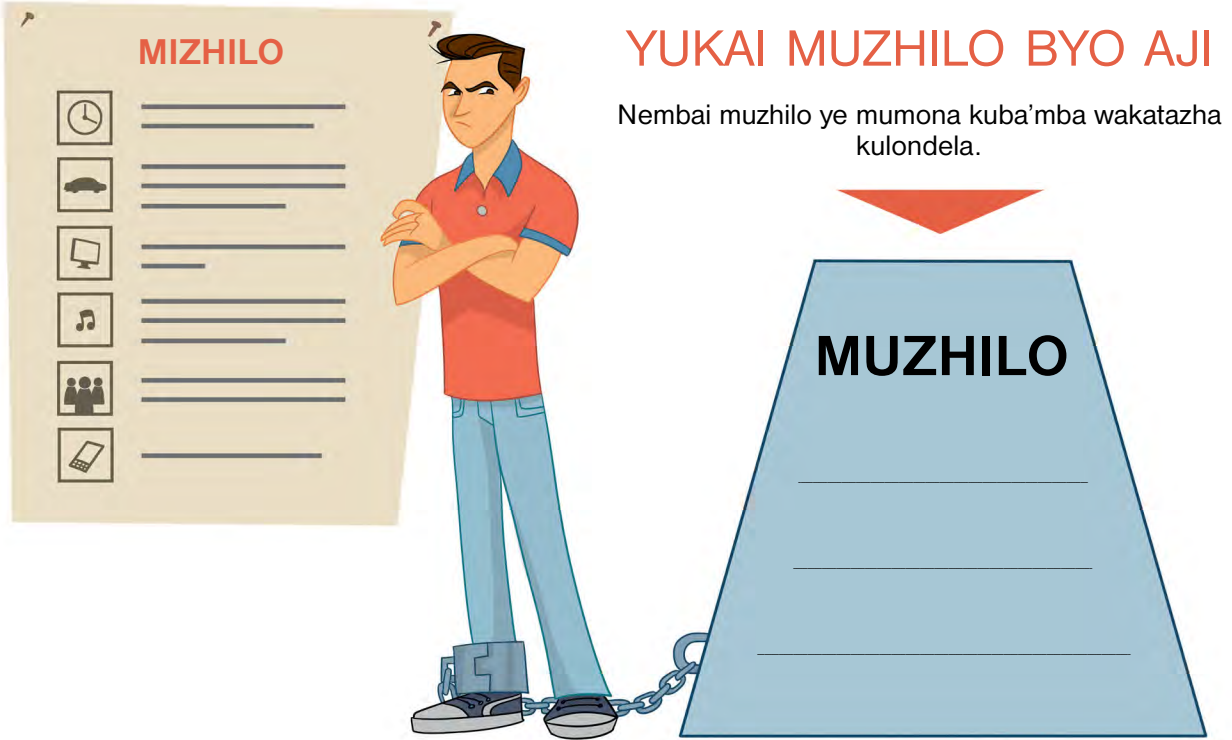 MIZHILO
YUKAI MUZHILO BYO AJI
Nembai muzhilo ye mumona kuba’mba wakatazha
kulondela.
MUZHILO